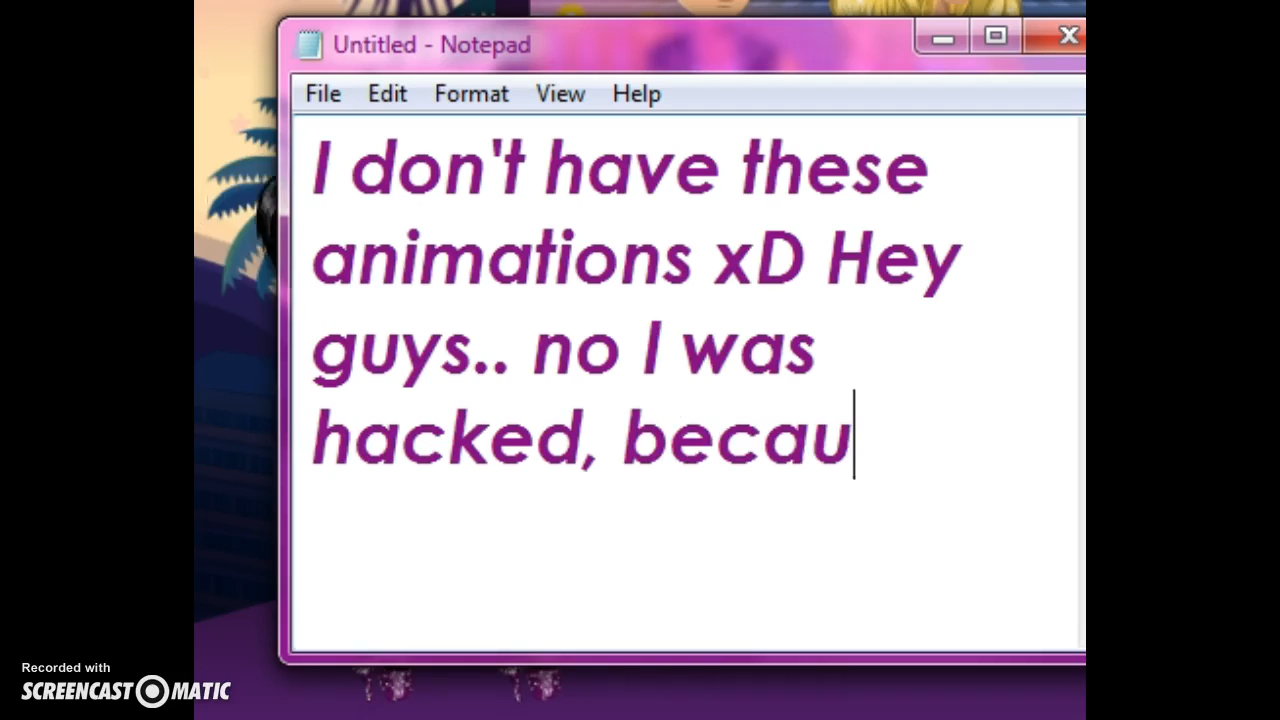 Untitled - Notepad
File Edit Format View Help
I don't have these
animations xD Hey
guys.. no I was
hacked, becau
Recorded with
SCREENCAST O MATIC